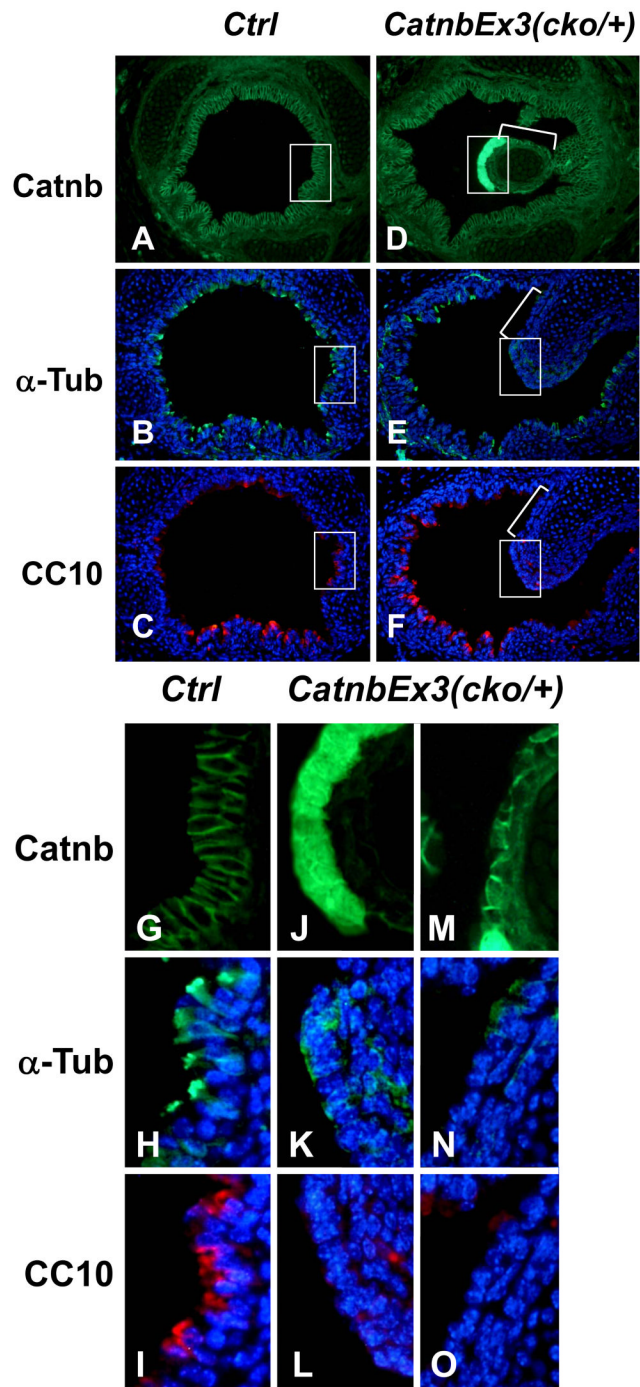 Ctrl CatnbEx3(cko/+)
Catnb
A D
α-Tub
B E
CC10
C F
Ctrl CatnbEx3(cko/+)
Catnb
G J M
α-Tub
H K N
CC10
I L O